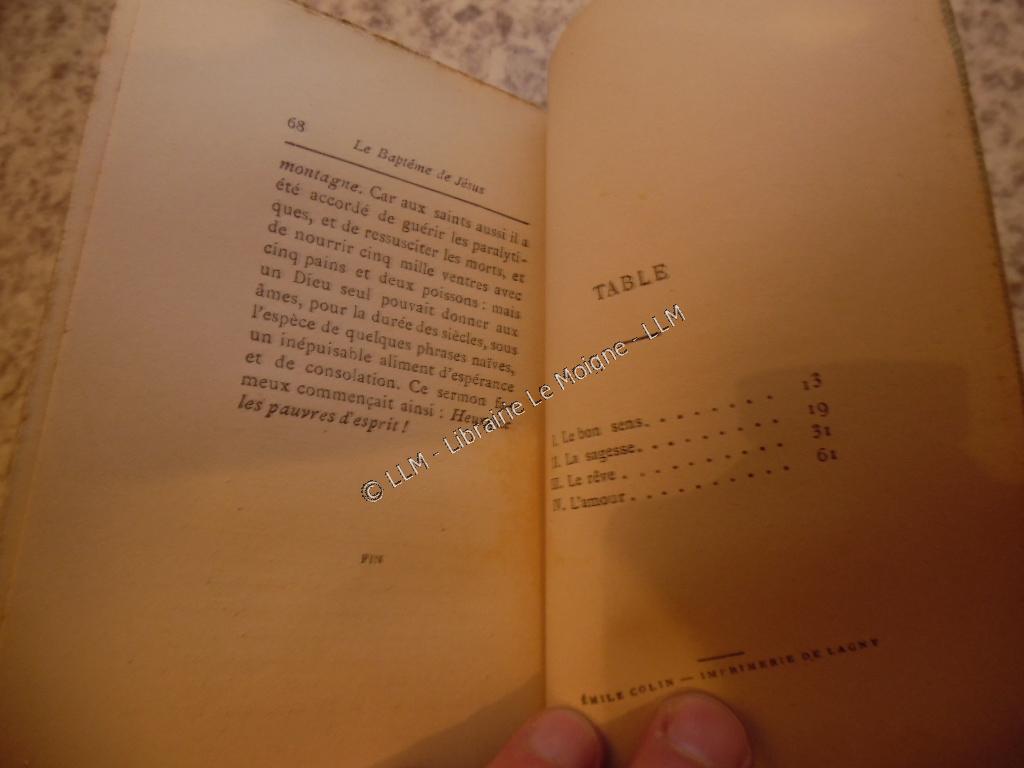 68
Le Baptême de Jésus
montagne. Car aux saints aussi il a
été accordé de guérir les paralyti-
ques, et de ressusciter les morts, et
de nourrir cinq mille ventres avec
cinq pains et deux poissons : mais
un Dieu seul pouvait donner aux
âmes, pour la durée des siècles, sous
l'espèce de quelques phrases naïves,
un inépuisable aliment d'espérance
et de consolation. Ce sermon fa-
meux commençait ainsi : Heureux
les pauvres d'esprit !
FIN
TABLE
I. Le bon sens. . . . . . . . 13
II. La sagesse. . . . . . . . 19
III. Le rêve . . . . . . . . . 31
IV. L'amour. . . . . . . . . . 61
ÉMILE COLIN — IMPRIMERIE DE LAGNY
© LLM - Librairie Le Moigne - LLM